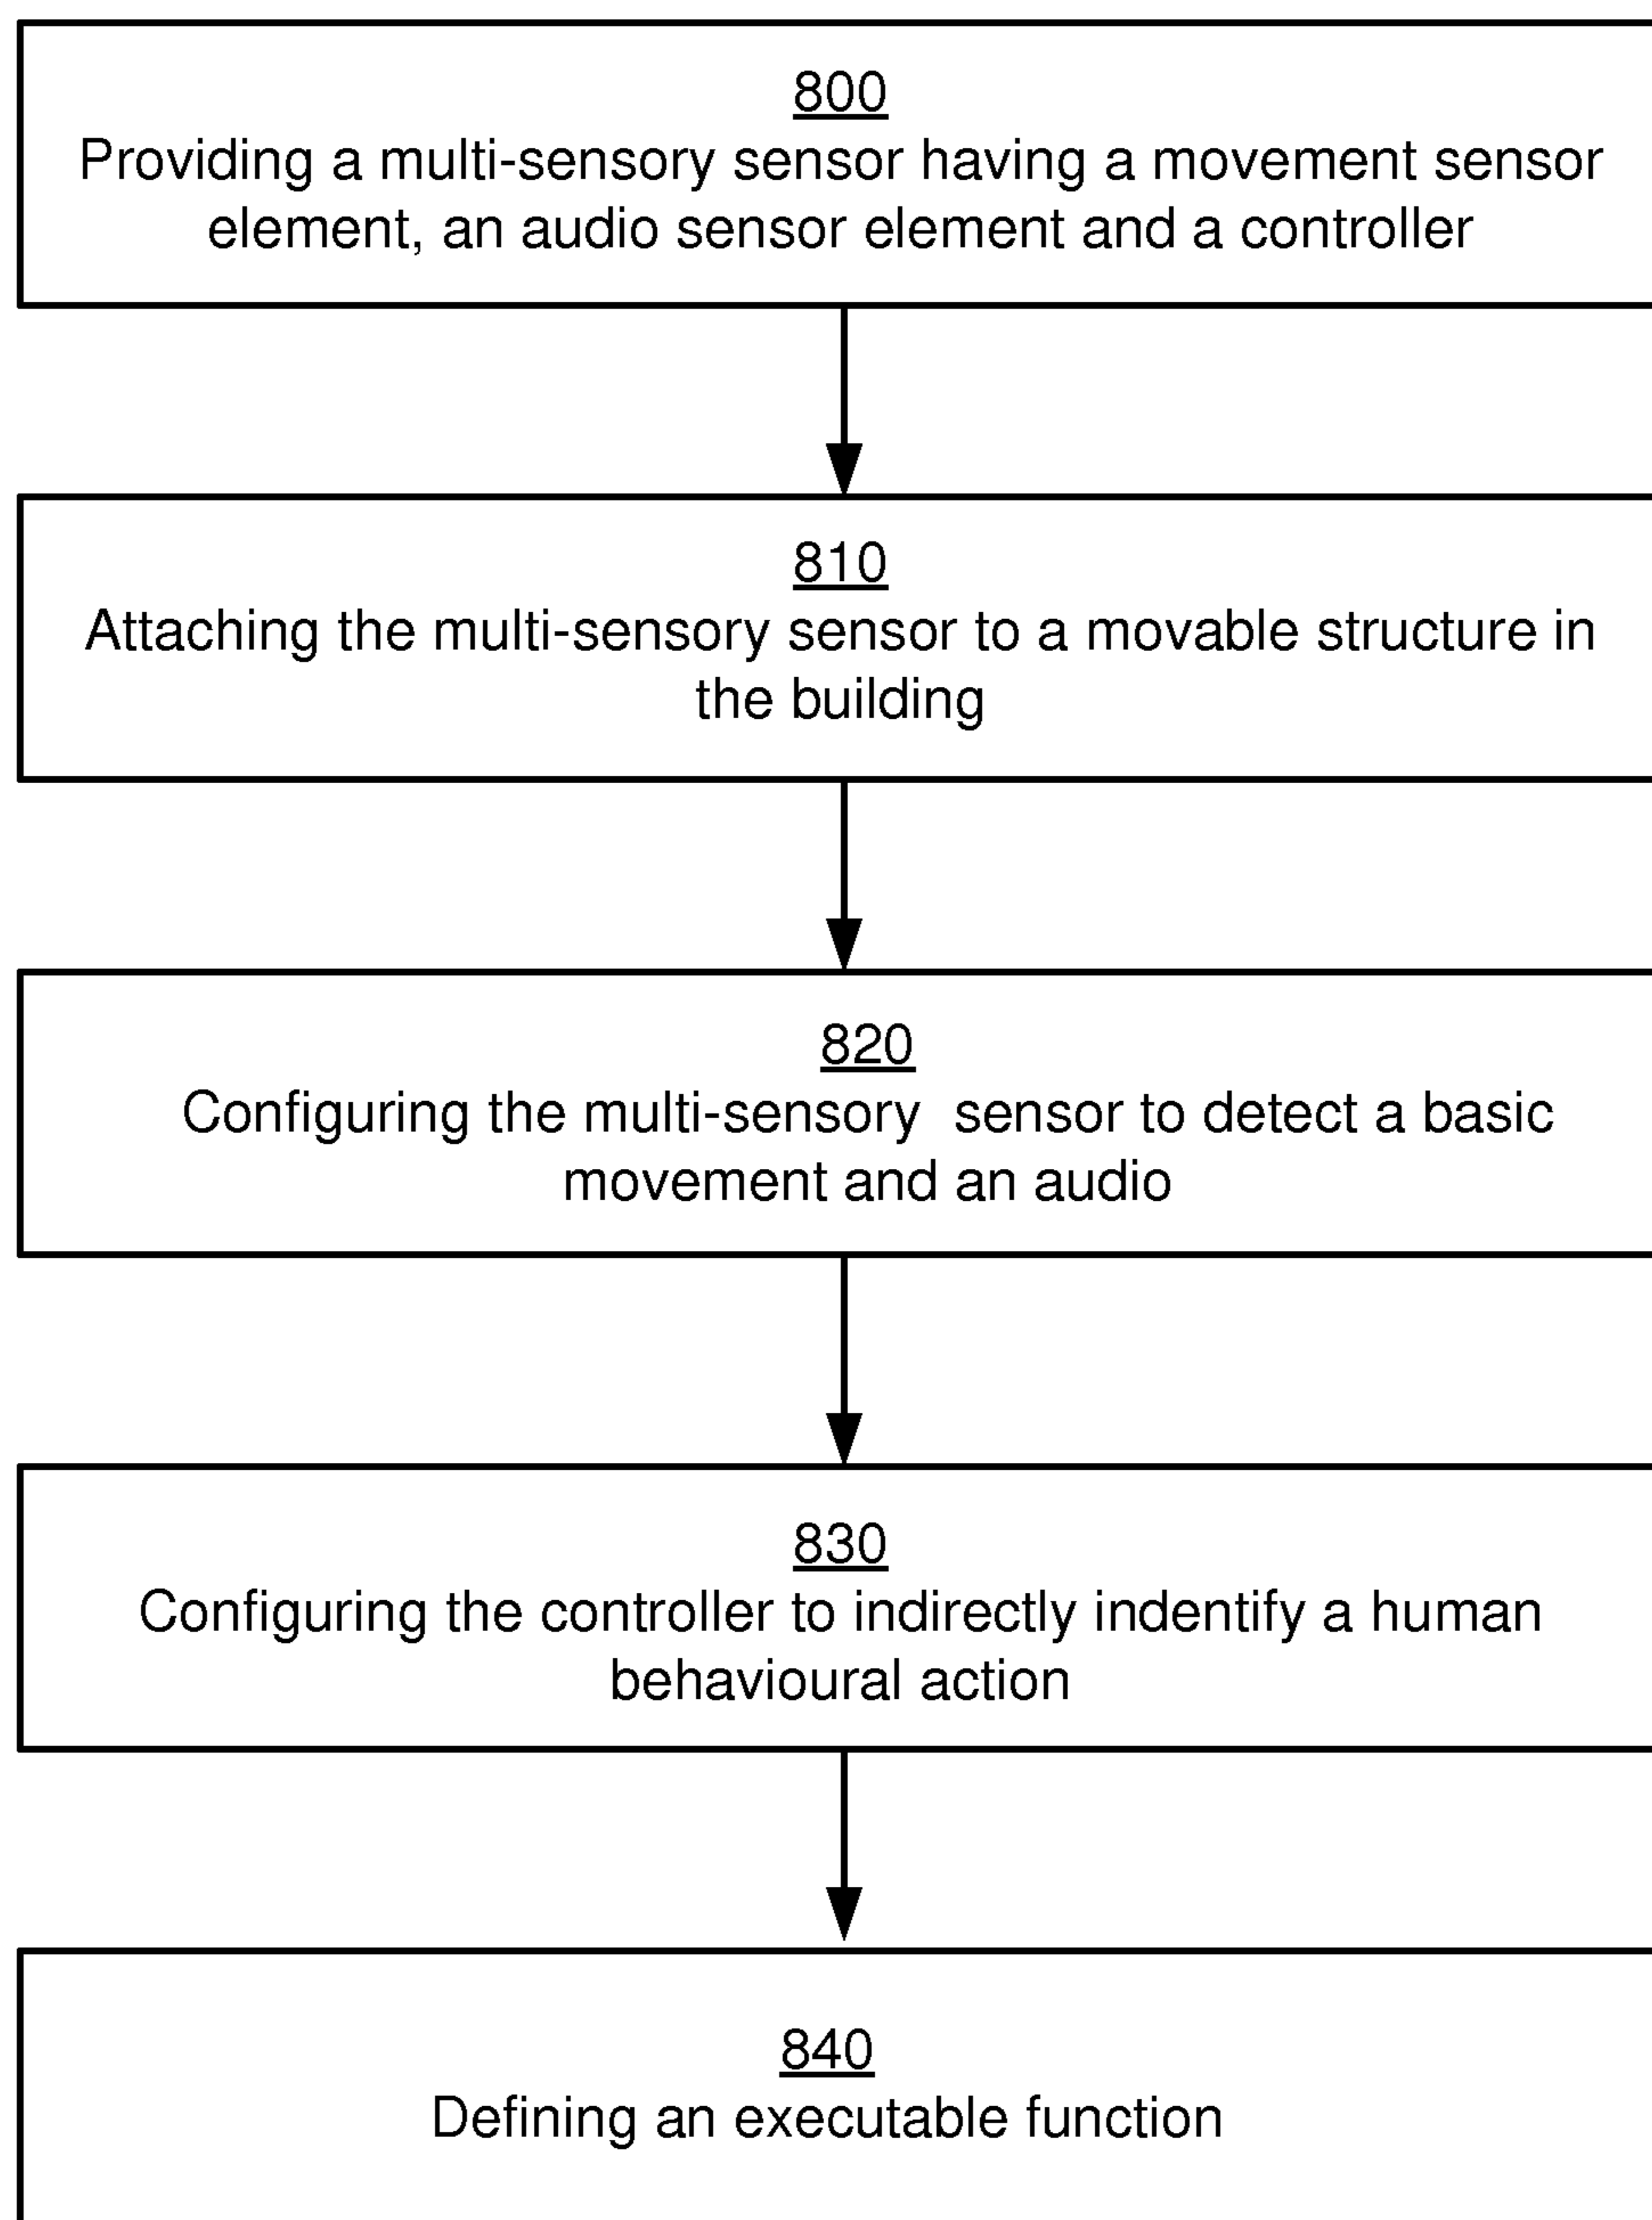 800
Providing a multi-sensory sensor having a movement sensor
element, an audio sensor element and a controller
810
Attaching the multi-sensory sensor to a movable structure in
the building
820
Configuring the multi-sensory  sensor to detect a basic
movement and an audio
830
Configuring the controller to indirectly indentify a human
behavioural action
840
Defining an executable function